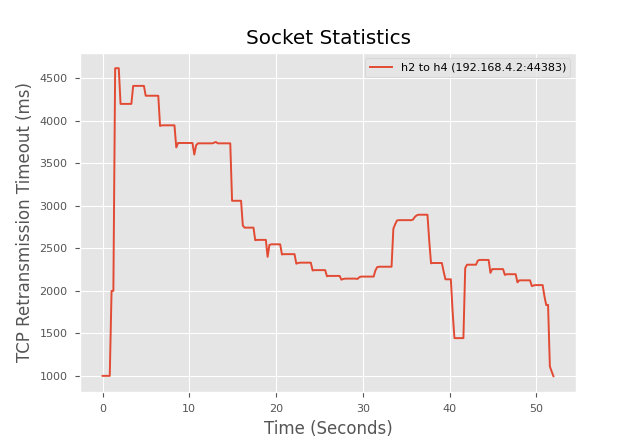 Socket Statistics
h2 to h4 (192.168.4.2:44383)
TCP Retransmission Timeout (ms)
4500
4000
3500
3000
2500
2000
1500
1000
0 10 20 30 40 50
Time (Seconds)